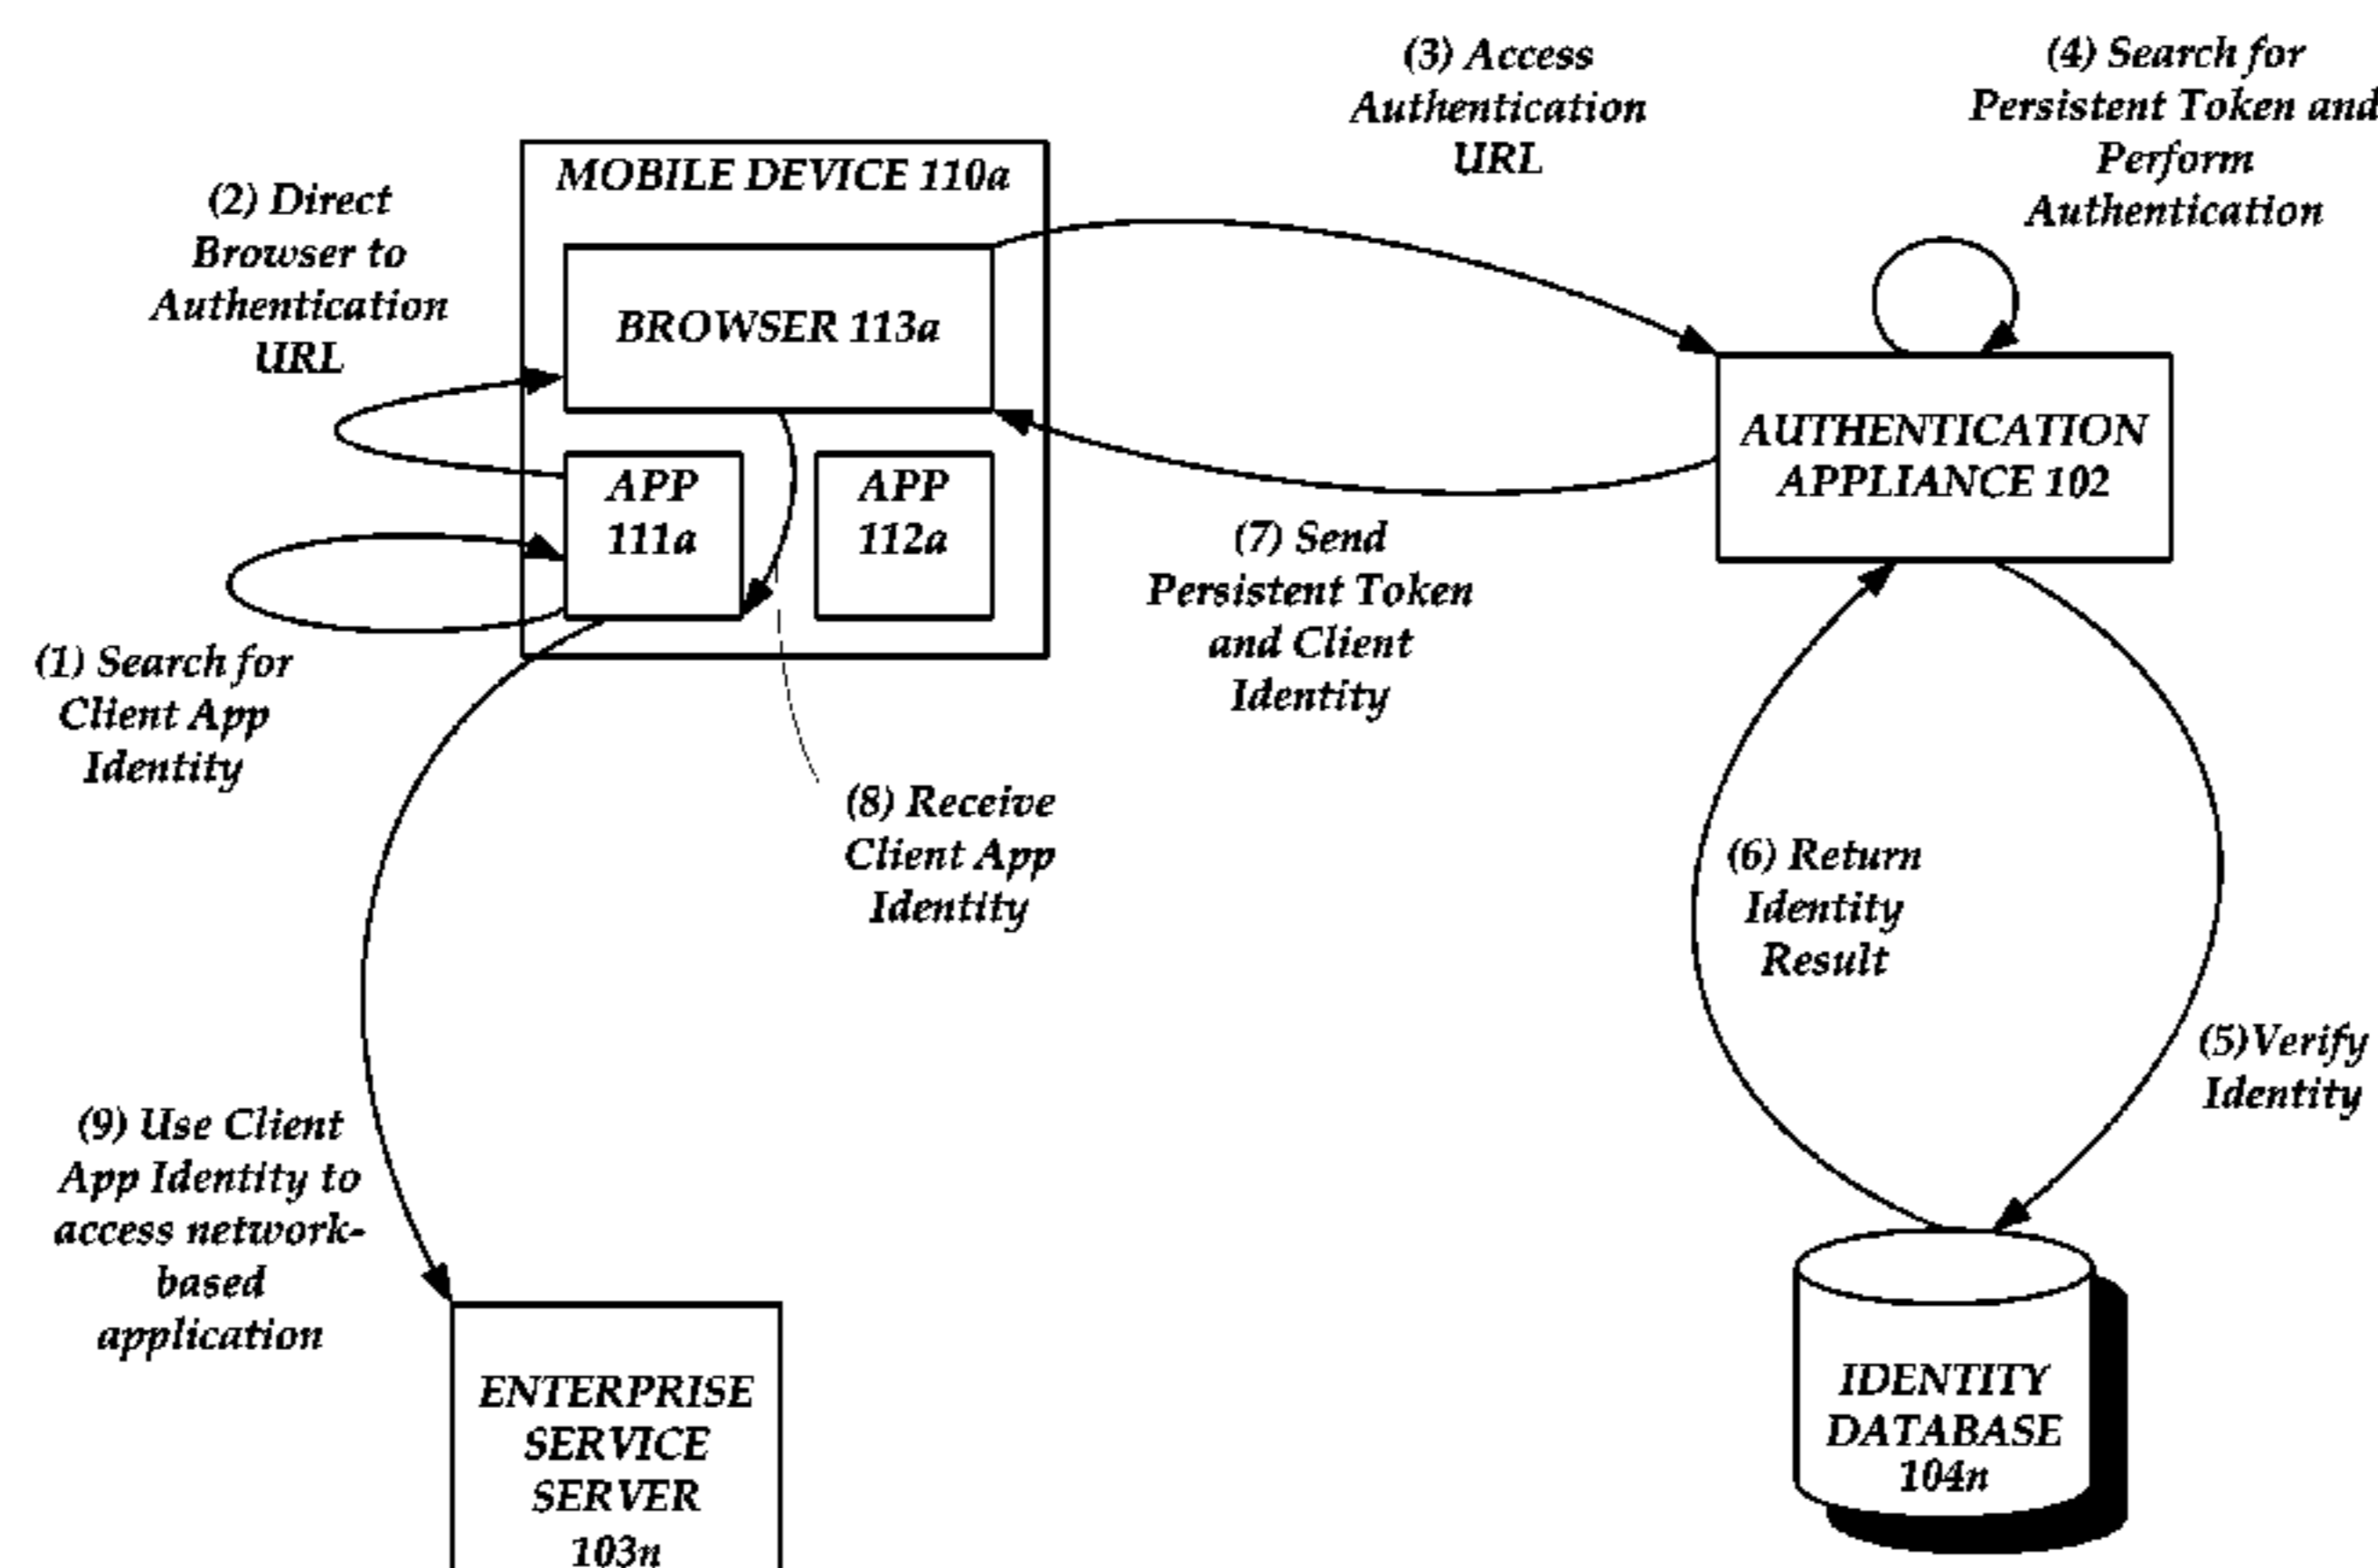 (3) Access
Authentication
URL
(4) Search for
Persistent Token and
Perform
Authentication
(2) Direct
Browser to
Authentication
URL
MOBILE DEVICE 110a
BROWSER 113a
APP
111a
APP
112a
AUTHENTICATION
APPLIANCE 102
(1) Search for
Client App
Identity
(7) Send
Persistent Token
and Client
Identity
(8) Receive
Client App
Identity
(6) Return
Identity
Result
(5)Verify
Identity
(9) Use Client
App Identity to
access network-
based
application
ENTERPRISE
SERVICE
SERVER
103n
IDENTITY
DATABASE
104n